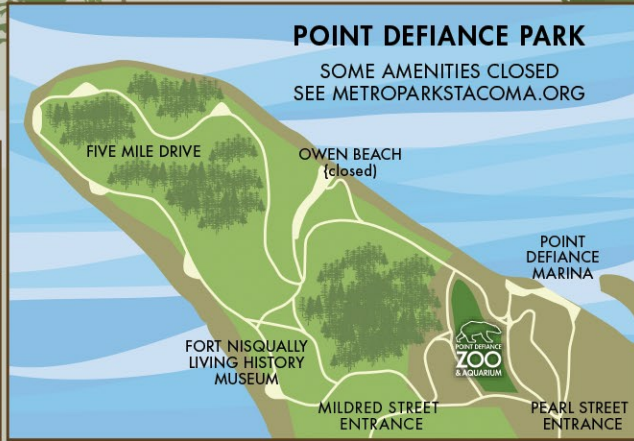 POINT DEFIANCE PARK
SOME AMENITIES CLOSED
SEE METROPARKSTACOMA.ORG
FIVE MILE DRIVE
OWEN BEACH
{closed)
POINT
DEFIANCE
MARINA
FORT NISQUALLY
LIVING HISTORY
MUSEUM
POINT DEFIANCE
ZOO
& AQUARIUM
MILDRED STREET
ENTRANCE
PEARL STREET
ENTRANCE